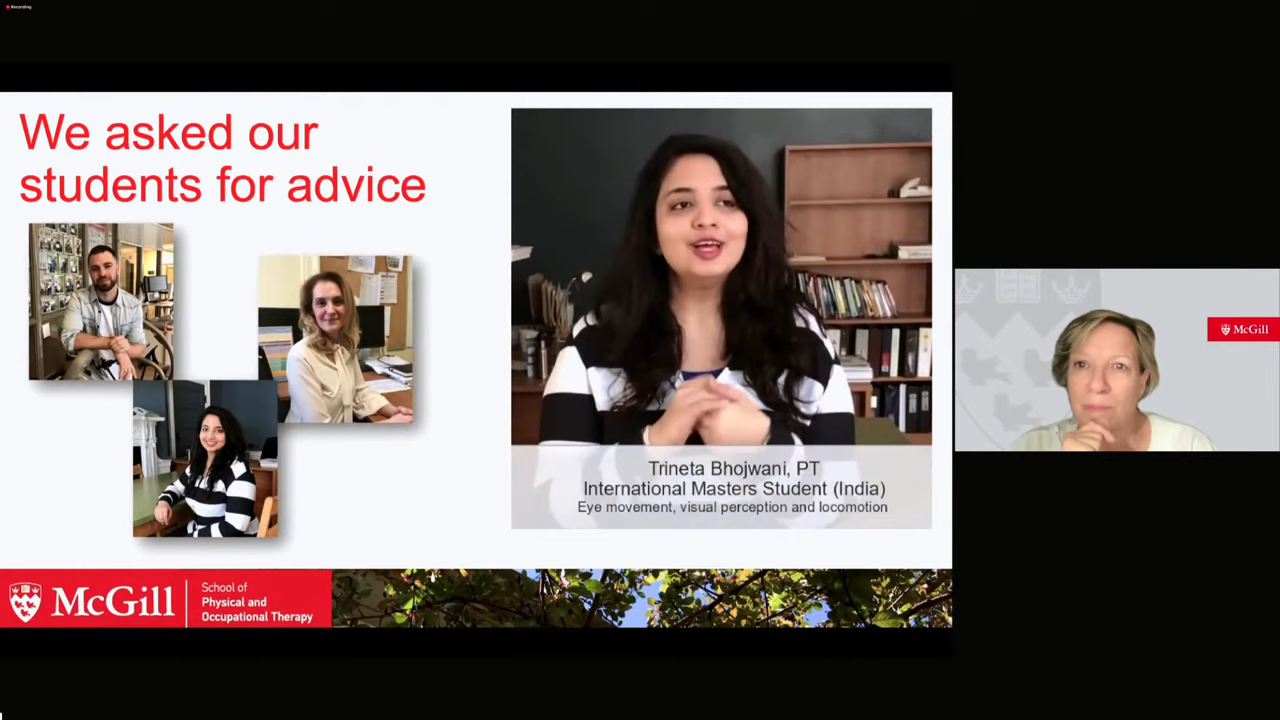 Recording
We asked our
students for advice
Trineta Bhojwani, PT
International Masters Student (India)
Eye movement, visual perception and locomotion
McGill
McGill
School of
Physical and
Occupational Therapy